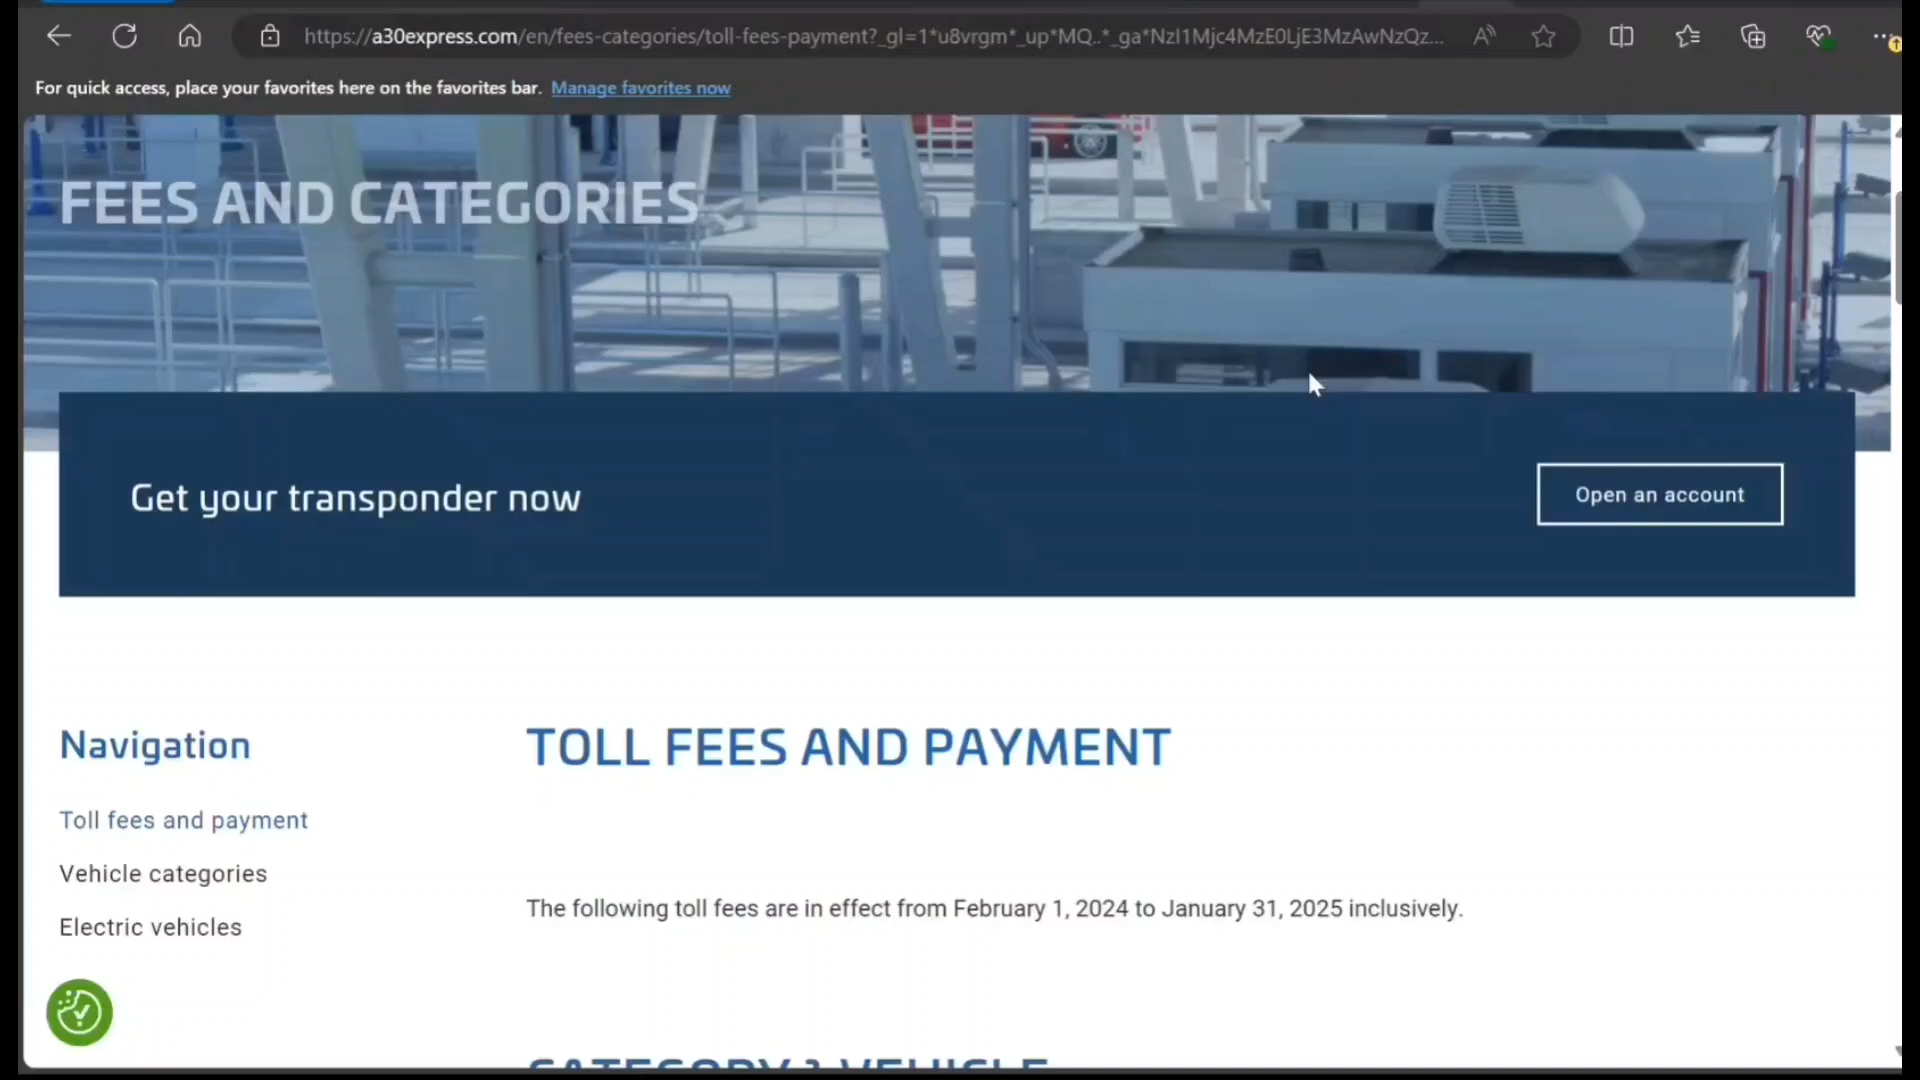 https://a30express.com/en/fees-categories/toll-fees-payment?_gl=1*u8vrgm*_up*MQ..*_ga*NzI1Mjc4MzE0LjE3MzAwNzQz...
For quick access, place your favorites here on the favorites bar. Manage favorites now
FEES AND CATEGORIES
Get your transponder now
Open an account
Navigation
TOLL FEES AND PAYMENT
Toll fees and payment
Vehicle categories
The following toll fees are in effect from February 1, 2024 to January 31, 2025 inclusively.
Electric vehicles